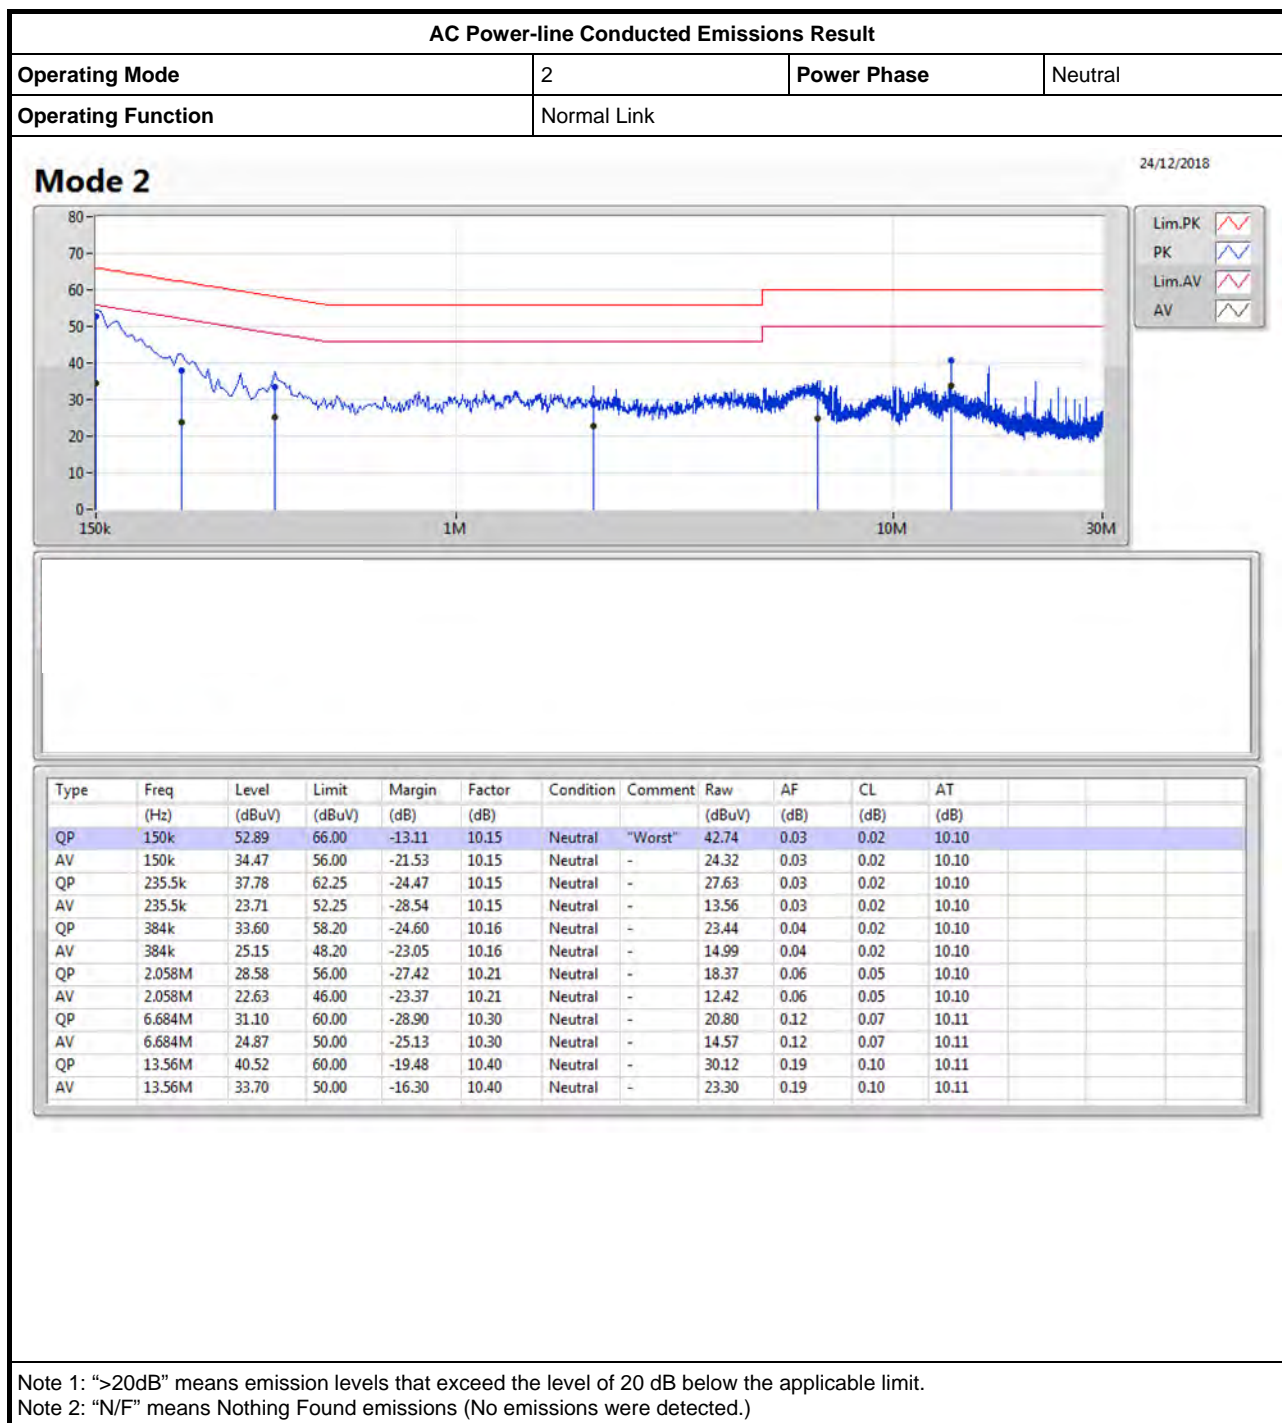 AC Power-line Conducted Emissions Result
Operating Mode 2 Power Phase Neutral
Operating Function Normal Link
24/12/2018
Mode 2
80
70
60
50
40
30
20
10
0
150k 1M 10M 30M
Lim.PK
PK
Lim.AV
AV
Type Freq Level Limit Margin Factor Condition Comment Raw AF CL AT
(Hz) (dBuV) (dBuV) (dB) (dB) (dBuV) (dB) (dB) (dB)
QP 150k 52.89 66.00 -13.11 10.15 Neutral "Worst" 42.74 0.03 0.02 10.10
AV 150k 34.47 56.00 -21.53 10.15 Neutral - 24.32 0.03 0.02 10.10
QP 235.5k 37.78 62.25 -24.47 10.15 Neutral - 27.63 0.03 0.02 10.10
AV 235.5k 23.71 52.25 -28.54 10.15 Neutral - 13.56 0.03 0.02 10.10
QP 384k 33.60 58.20 -24.60 10.16 Neutral - 23.44 0.04 0.02 10.10
AV 384k 25.15 48.20 -23.05 10.16 Neutral - 14.99 0.04 0.02 10.10
QP 2.058M 28.58 56.00 -27.42 10.21 Neutral - 18.37 0.06 0.05 10.10
AV 2.058M 22.63 46.00 -23.37 10.21 Neutral - 12.42 0.06 0.05 10.10
QP 6.684M 31.10 60.00 -28.90 10.30 Neutral - 20.80 0.12 0.07 10.11
AV 6.684M 24.87 50.00 -25.13 10.30 Neutral - 14.57 0.12 0.07 10.11
QP 13.56M 40.52 60.00 -19.48 10.40 Neutral - 30.12 0.19 0.10 10.11
AV 13.56M 33.70 50.00 -16.30 10.40 Neutral - 23.30 0.19 0.10 10.11
Note 1: “>20dB” means emission levels that exceed the level of 20 dB below the applicable limit.
Note 2: “N/F” means Nothing Found emissions (No emissions were detected.)